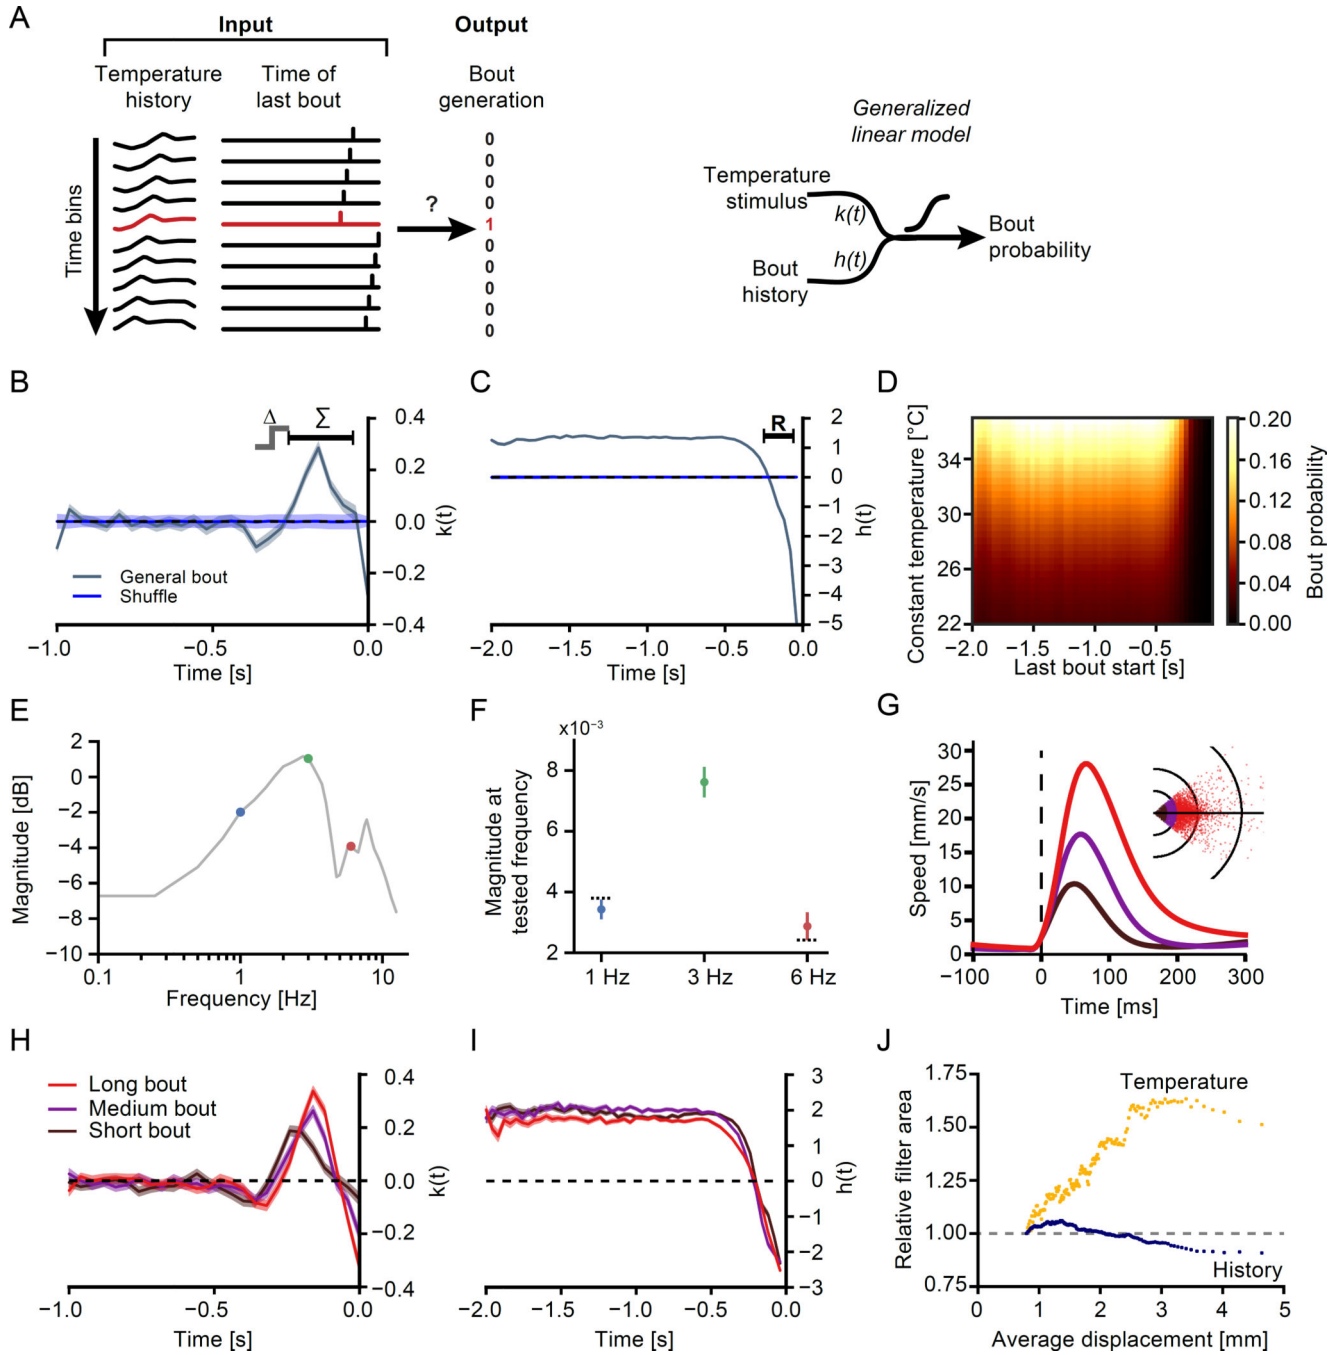 A
Input
Output
Temperature
history
Time of
last bout
Bout
generation
Time bins
0
0
0
0
1
0
0
0
0
0
?
Generalized
linear model
Temperature
stimulus
k(t)
h(t)
Bout
history
Bout
probability
B
Δ
Σ
0.4
0.2
0.0
−0.2
−0.4
k(t)
General bout
Shuffle
−1.0
−0.5
0.0
Time [s]
C
R
2
1
0
−1
−2
−3
−4
−5
h(t)
−2.0
−1.5
−1.0
−0.5
0.0
Time [s]
D
Constant temperature [°C]
34
30
26
22
−2.0
−1.5
−1.0
−0.5
Last bout start [s]
0.20
0.16
0.12
0.08
0.04
0.00
Bout probability
E
Magnitude [dB]
2
0
−2
−4
−6
−8
−10
0.1
1
10
Frequency [Hz]
F
x10⁻³
Magnitude at
tested frequency
8
6
4
2
1 Hz
3 Hz
6 Hz
G
Speed [mm/s]
30
25
20
15
10
5
0
−100
0
100
200
300
Time [ms]
H
Long bout
Medium bout
Short bout
0.4
0.2
0.0
−0.2
−0.4
k(t)
−1.0
−0.5
0.0
Time [s]
I
3
2
1
0
−1
−2
−3
h(t)
−2.0
−1.5
−1.0
−0.5
0.0
Time [s]
J
Relative filter area
1.75
1.50
1.25
1.00
0.75
Temperature
History
0
1
2
3
4
5
Average displacement [mm]